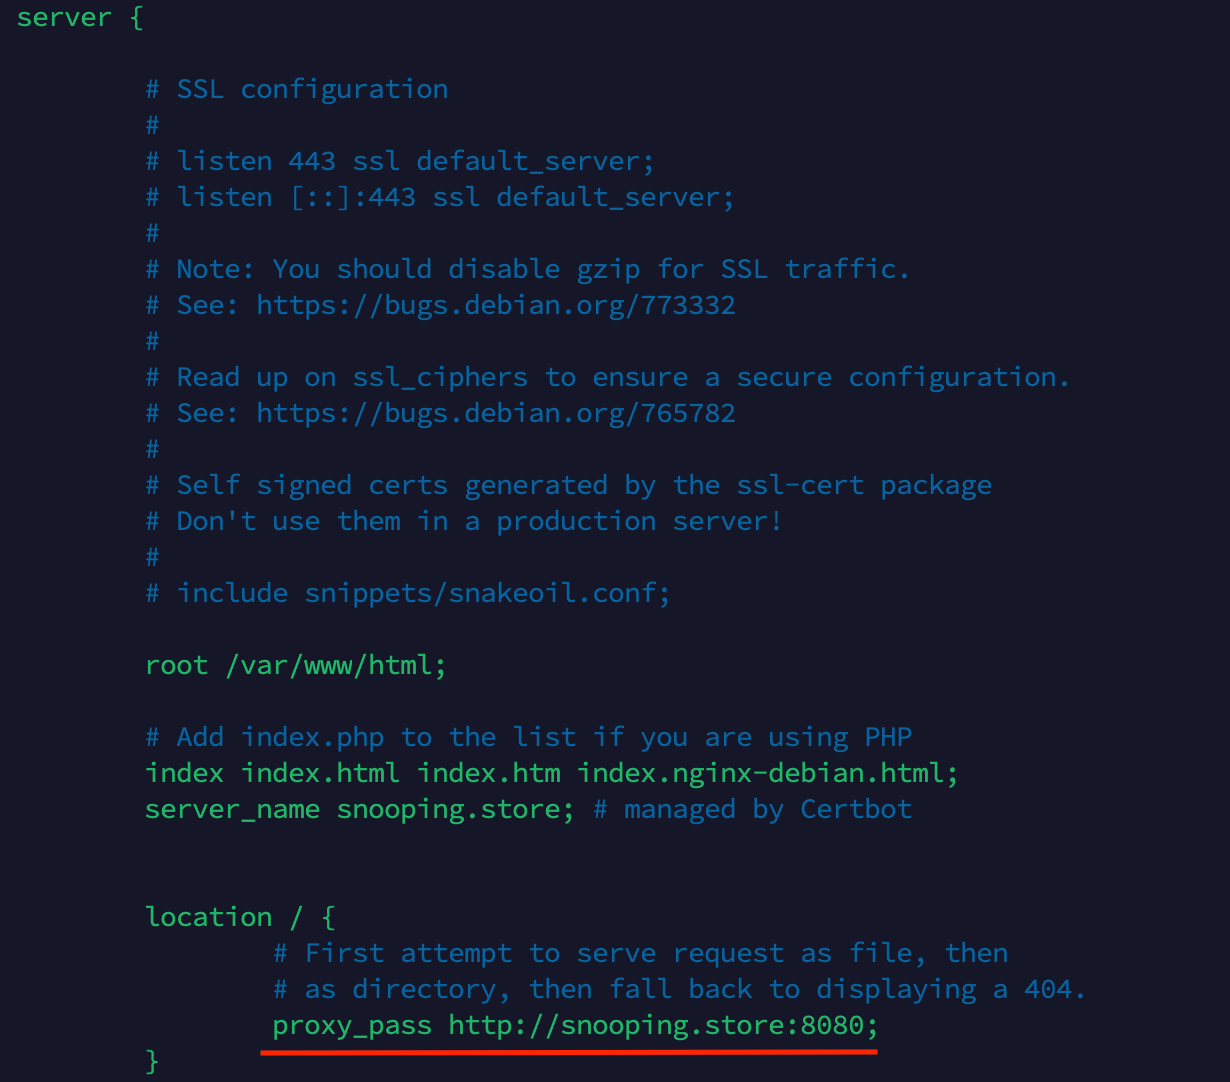 server {
# SSL configuration
#
# listen 443 ssl default_server;
# listen [::]:443 ssl default_server;
#
# Note: You should disable gzip for SSL traffic.
# See: https://bugs.debian.org/773332
#
# Read up on ssl_ciphers to ensure a secure configuration.
# See: https://bugs.debian.org/765782
#
# Self signed certs generated by the ssl-cert package
# Don't use them in a production server!
#
# include snippets/snakeoil.conf;
root /var/www/html;
# Add index.php to the list if you are using PHP
index index.html index.htm index.nginx-debian.html;
server_name snooping.store; # managed by Certbot
location / {
# First attempt to serve request as file, then
# as directory, then fall back to displaying a 404.
proxy_pass http://snooping.store:8080;
}